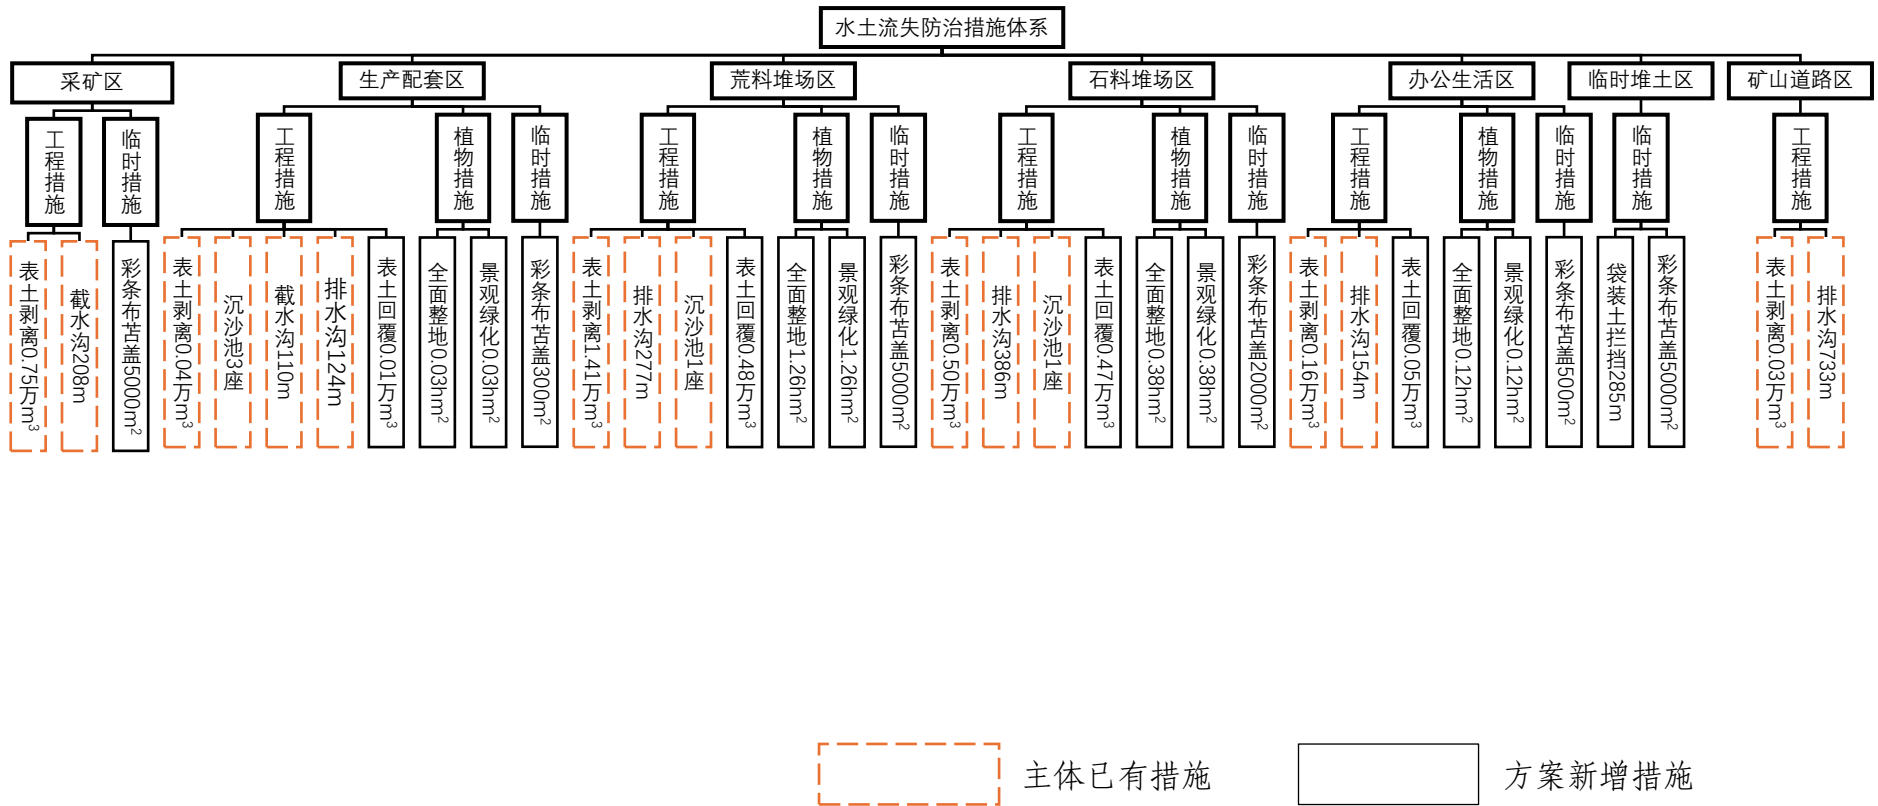 水土流失防治措施体系
采矿区
生产配套区
荒料堆场区
石料堆场区
办公生活区
临时堆土区
矿山道路区
工程措施
临时措施
工程措施
植物措施
临时措施
工程措施
植物措施
临时措施
工程措施
植物措施
临时措施
工程措施
植物措施
临时措施
临时措施
工程措施
表土剥离0.75万m³
截水沟208m
彩条布苫盖5000m²
表土剥离0.04万m³
沉沙池3座
截水沟110m
排水沟124m
表土回覆0.01万m³
全面整地0.03hm²
景观绿化0.03hm²
彩条布苫盖300m²
表土剥离1.41万m³
排水沟277m
沉沙池1座
表土回覆0.48万m³
全面整地1.26hm²
景观绿化1.26hm²
彩条布苫盖5000m²
表土剥离0.50万m³
排水沟386m
沉沙池1座
表土回覆0.47万m³
全面整地0.38hm²
景观绿化0.38hm²
彩条布苫盖2000m²
表土剥离0.16万m³
排水沟154m
表土回覆0.05万m³
全面整地0.12hm²
景观绿化0.12hm²
彩条布苫盖500m²
袋装土拦挡285m
彩条布苫盖5000m²
表土剥离0.03万m³
排水沟733m
主体已有措施
方案新增措施